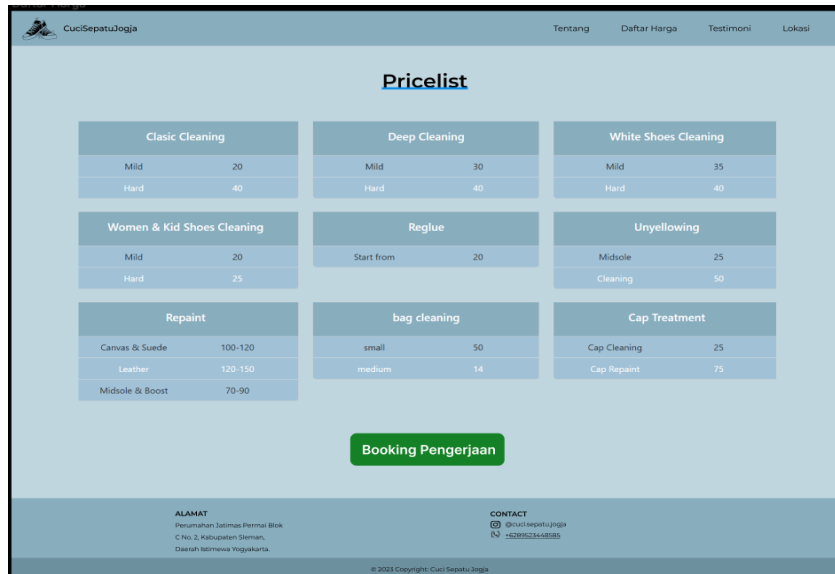 Daftar Harga
CuciSepatuJogja
Tentang Daftar Harga Testimoni Lokasi
Pricelist
Clasic Cleaning
Mild 20
Hard 40
Deep Cleaning
Mild 30
Hard 40
White Shoes Cleaning
Mild 35
Hard 40
Women & Kid Shoes Cleaning
Mild 20
Hard 25
Reglue
Start from 20
Unyellowing
Midsole 25
Cleaning 50
Repaint
Canvas & Suede 100-120
Leather 120-150
Midsole & Boost 70-90
bag cleaning
small 50
medium 14
Cap Treatment
Cap Cleaning 25
Cap Repaint 75
Booking Pengerjaan
ALAMAT
Perumahan Jatimas Permai Blok
C No. 2, Kabupaten Sleman,
Daerah Istimewa Yogyakarta.
CONTACT
@cuci.sepatu.jogja
+6289523448585
© 2023 Copyright: Cuci Sepatu Jogja